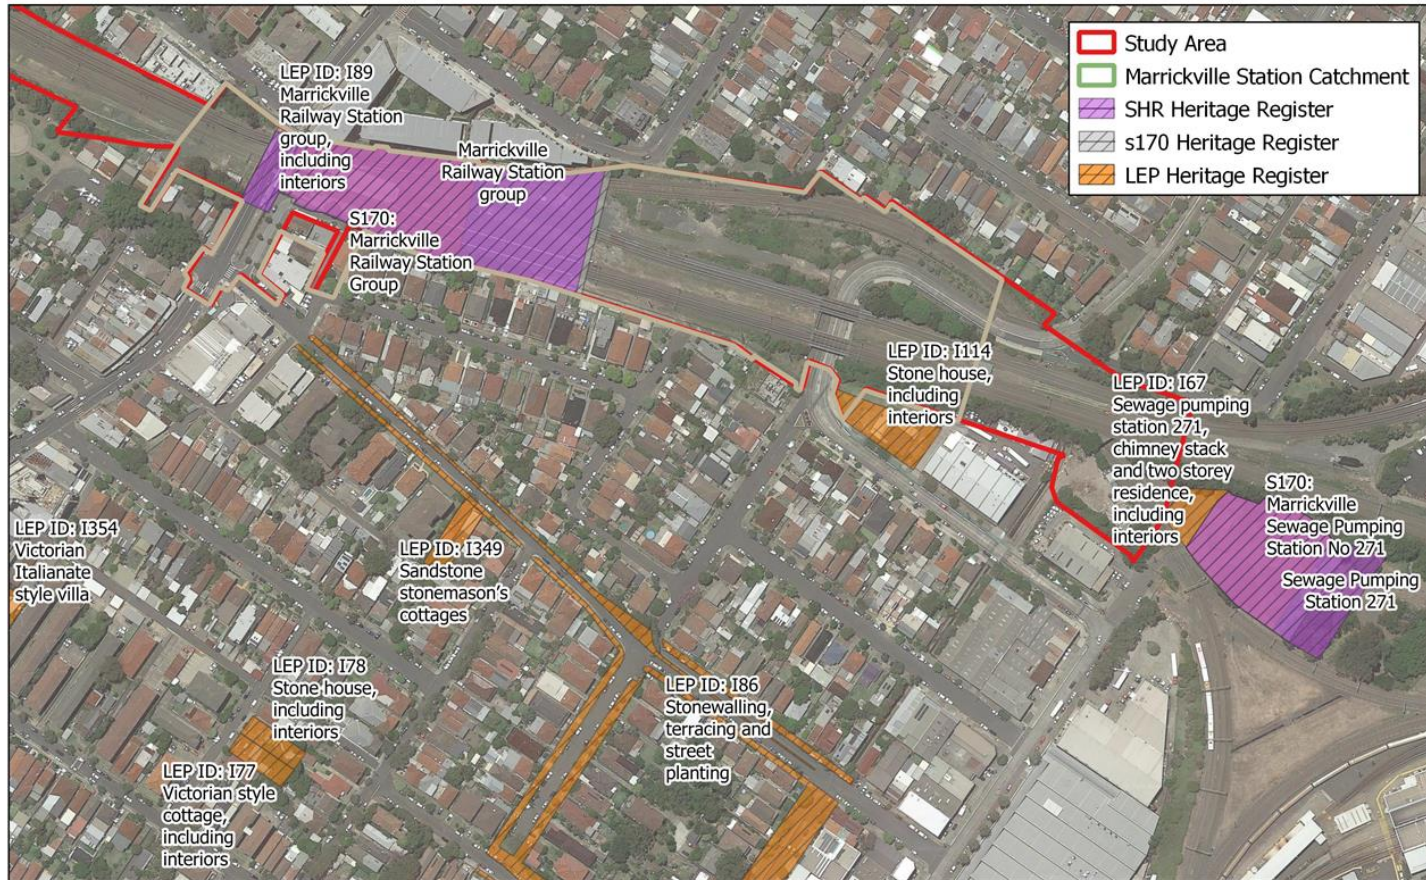 Study Area
Marrickville Station Catchment
SHR Heritage Register
s170 Heritage Register
LEP Heritage Register
LEP ID: I89
Marrickville
Railway Station
group,
including
interiors
Marrickville
Railway Station
group
S170:
Marrickville
Railway Station
Group
LEP ID: I114
Stone house,
including
interiors
LEP ID: I67
Sewage pumping
station 271,
chimney stack
and two storey
residence,
including
interiors
S170:
Marrickville
Sewage Pumping
Station No 271
Sewage Pumping
Station 271
LEP ID: I354
Victorian
Italianate
style villa
LEP ID: I349
Sandstone
stonemason's
cottages
LEP ID: I78
Stone house,
including
interiors
LEP ID: I86
Stonewalling,
terracing and
street
planting
LEP ID: I77
Victorian style
cottage,
including
interiors